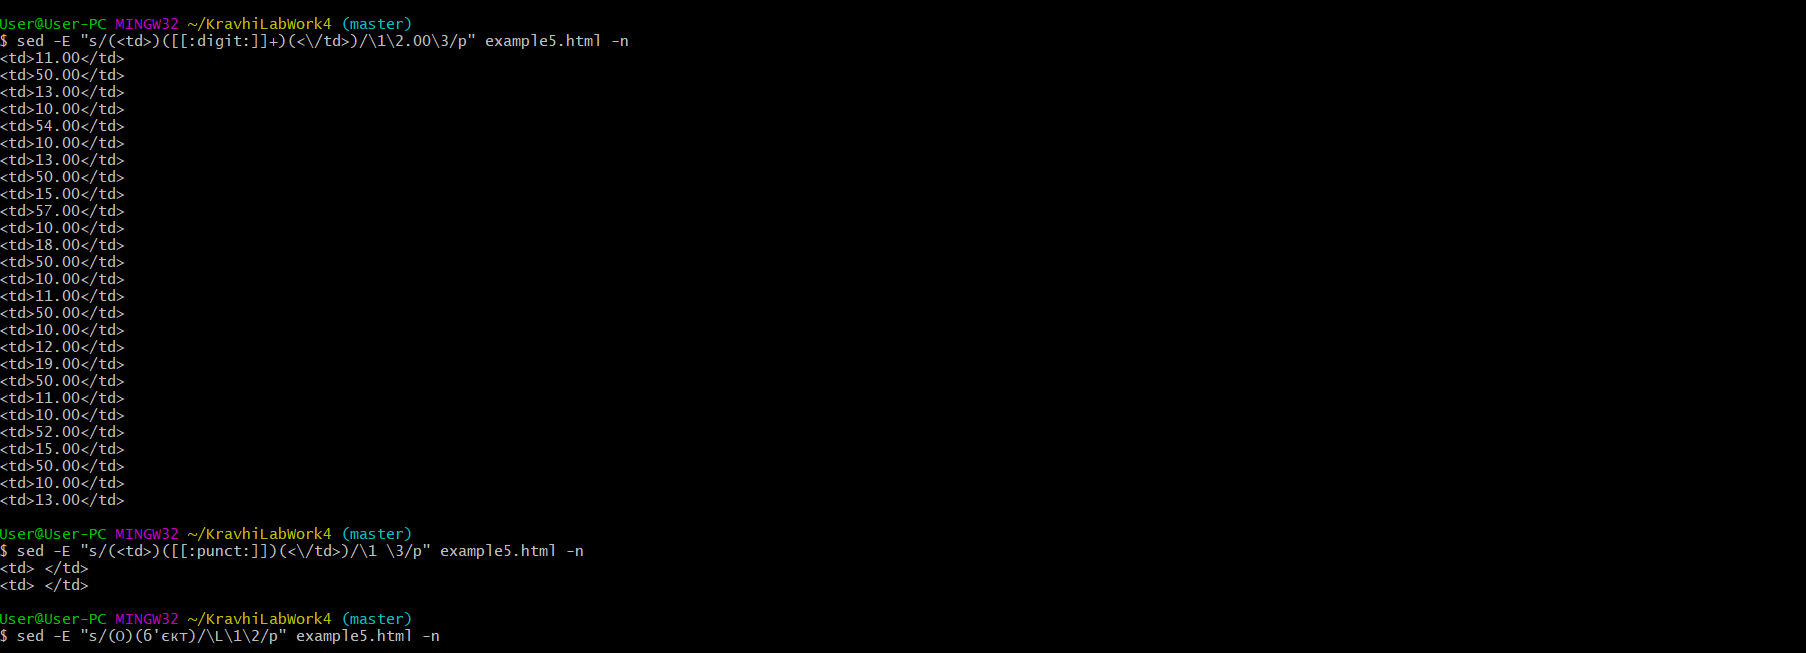 User@User-PC MINGW32 ~/KravhiLabWork4 (master)
$ sed -E "s/(<td>)([[:digit:]]+)(<\/td>)/\1\2.00\3/p" example5.html -n
<td>11.00</td>
<td>50.00</td>
<td>13.00</td>
<td>10.00</td>
<td>54.00</td>
<td>10.00</td>
<td>13.00</td>
<td>50.00</td>
<td>15.00</td>
<td>57.00</td>
<td>10.00</td>
<td>18.00</td>
<td>50.00</td>
<td>10.00</td>
<td>11.00</td>
<td>50.00</td>
<td>10.00</td>
<td>12.00</td>
<td>19.00</td>
<td>50.00</td>
<td>11.00</td>
<td>10.00</td>
<td>52.00</td>
<td>15.00</td>
<td>50.00</td>
<td>10.00</td>
<td>13.00</td>
User@User-PC MINGW32 ~/KravhiLabWork4 (master)
$ sed -E "s/(<td>)([[:punct:]])(<\/td>)/\1 \3/p" example5.html -n
<td> </td>
<td> </td>
User@User-PC MINGW32 ~/KravhiLabWork4 (master)
$ sed -E "s/(О)(б'єкт)/\L\1\2/p" example5.html -n